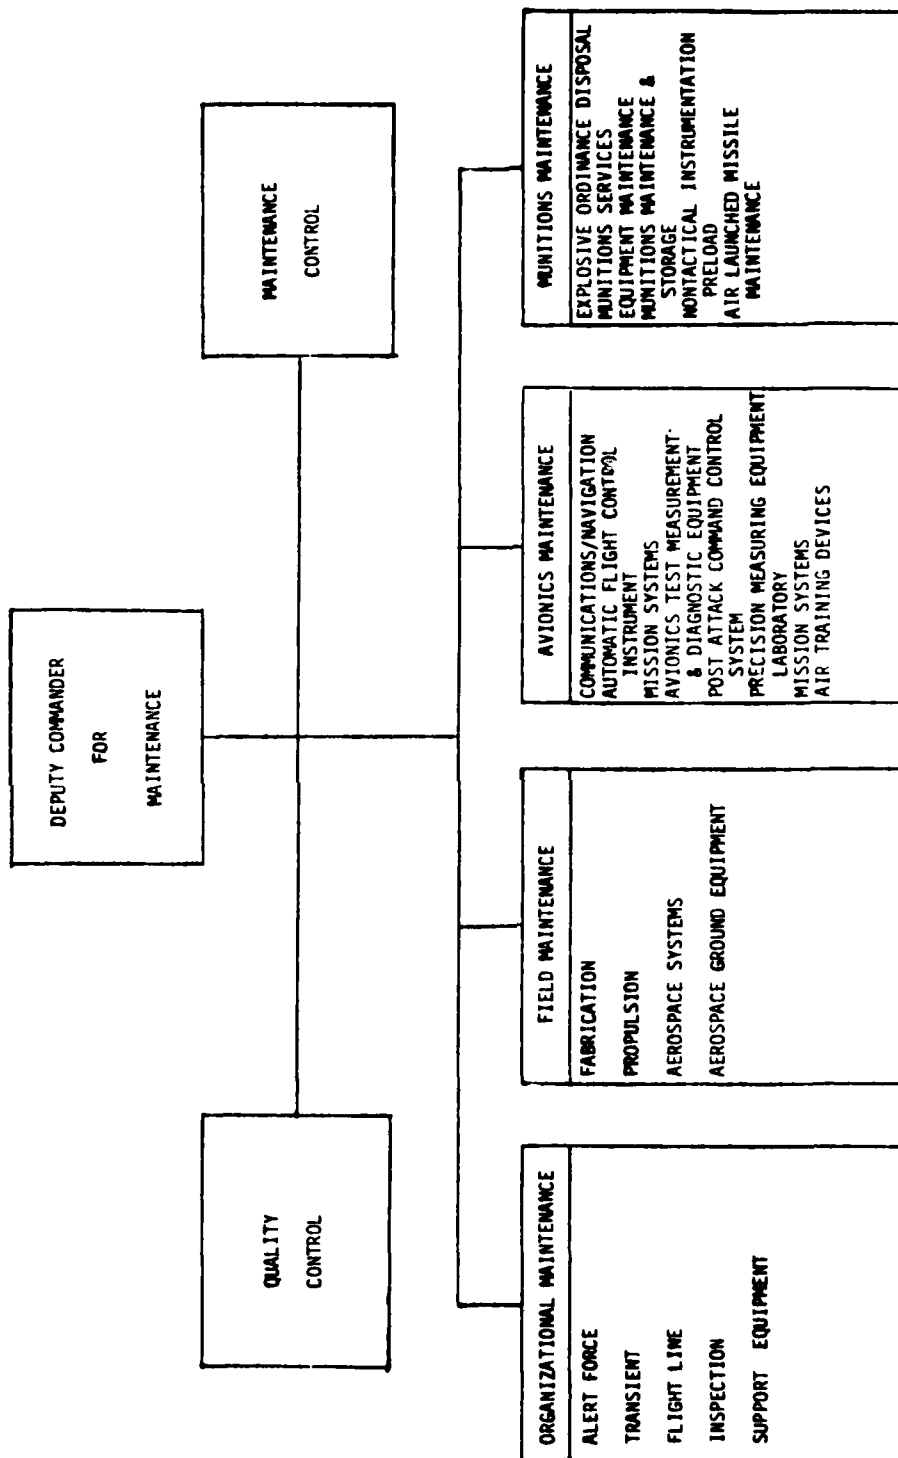 DEPUTY COMMANDER
FOR
MAINTENANCE
QUALITY
CONTROL
MAINTENANCE
CONTROL
ORGANIZATIONAL MAINTENANCE
ALERT FORCE
TRANSIENT
FLIGHT LINE
INSPECTION
SUPPORT EQUIPMENT
FIELD MAINTENANCE
FABRICATION
PROPULSION
AEROSPACE SYSTEMS
AEROSPACE GROUND EQUIPMENT
AVIONICS MAINTENANCE
COMMUNICATIONS/NAVIGATION
AUTOMATIC FLIGHT CONTROL
INSTRUMENT
MISSION SYSTEMS
AVIONICS TEST MEASUREMENT
& DIAGNOSTIC EQUIPMENT
POST ATTACK COMMAND CONTROL
SYSTEM
PRECISION MEASURING EQUIPMENT
LABORATORY
MISSION SYSTEMS
AIR TRAINING DEVICES
MUNITIONS MAINTENANCE
EXPLOSIVE ORDINANCE DISPOSAL
MUNITIONS SERVICES
EQUIPMENT MAINTENANCE
MUNITIONS MAINTENANCE &
STORAGE
NONTACTICAL INSTRUMENTATION
PRELOAD
AIR LAUNCHED MISSILE
MAINTENANCE